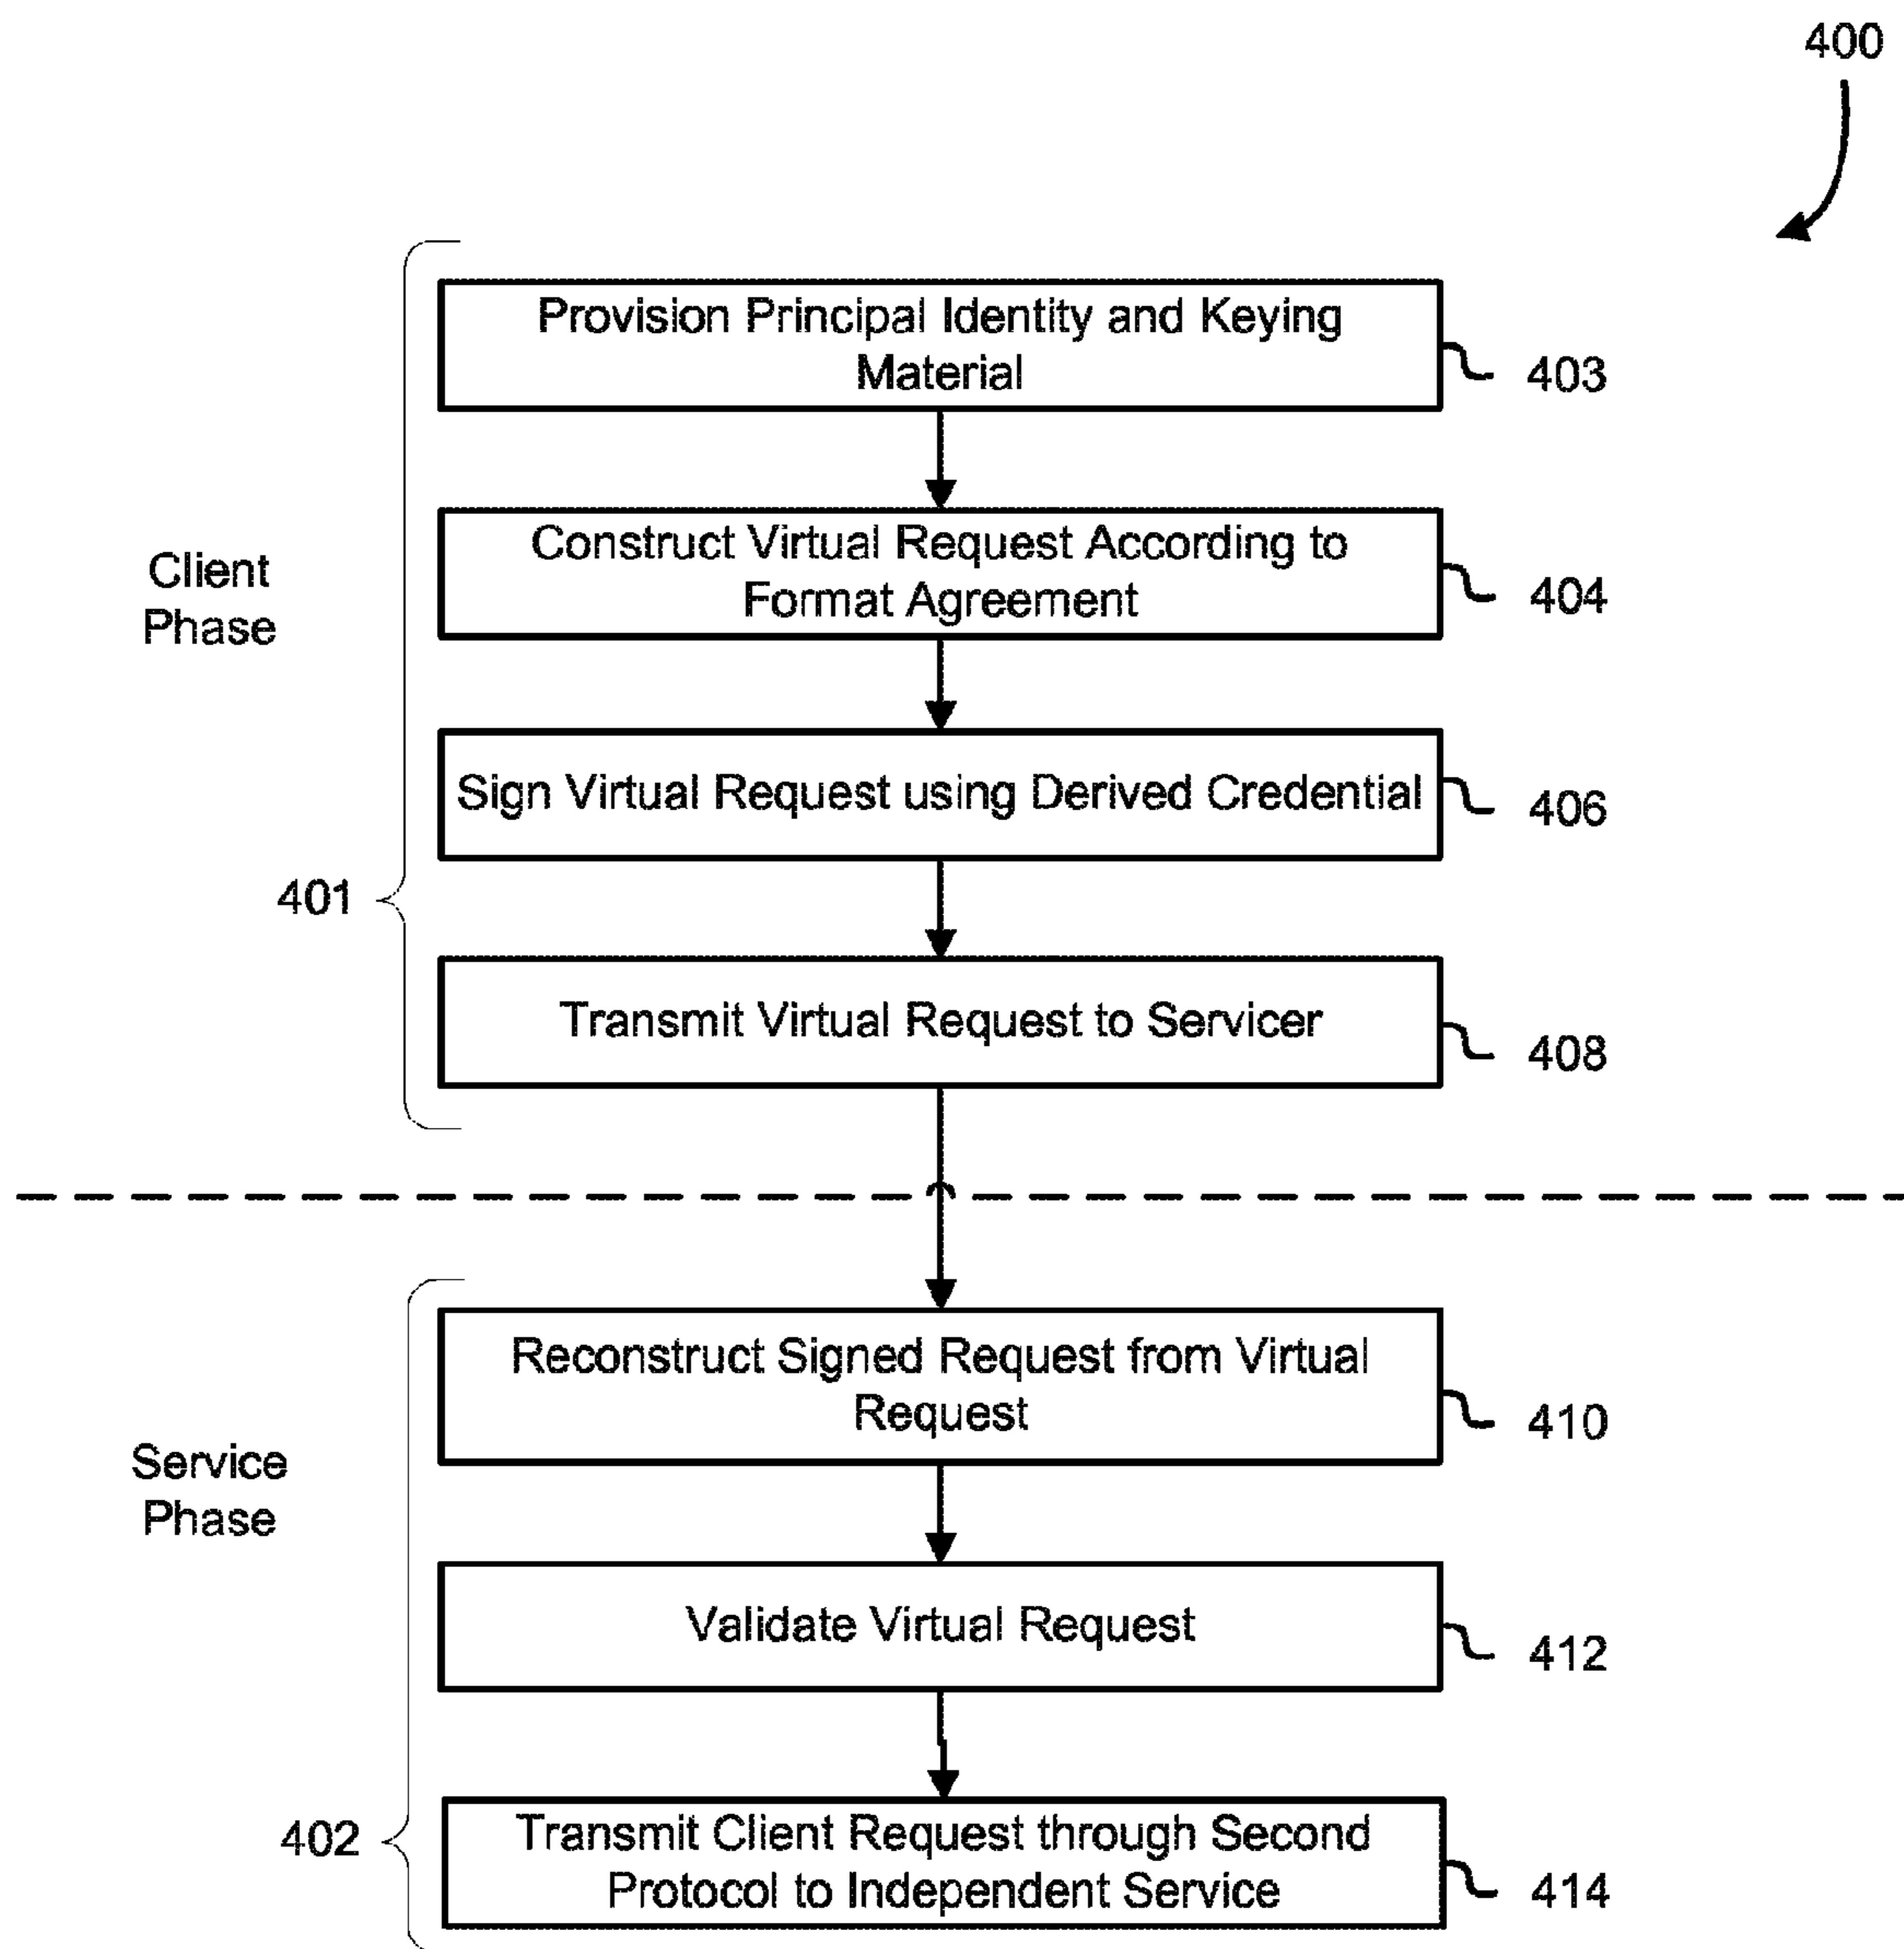 400
Provision Principal Identity and Keying
Material
403
Construct Virtual Request According to
Format Agreement
404
Client
Phase
Sign Virtual Request using Derived Credential
406
401
Transmit Virtual Request to Servicer
408
Reconstruct Signed Request from Virtual
Request
410
Service
Phase
Validate Virtual Request
412
402
Transmit Client Request through Second
Protocol to Independent Service
414